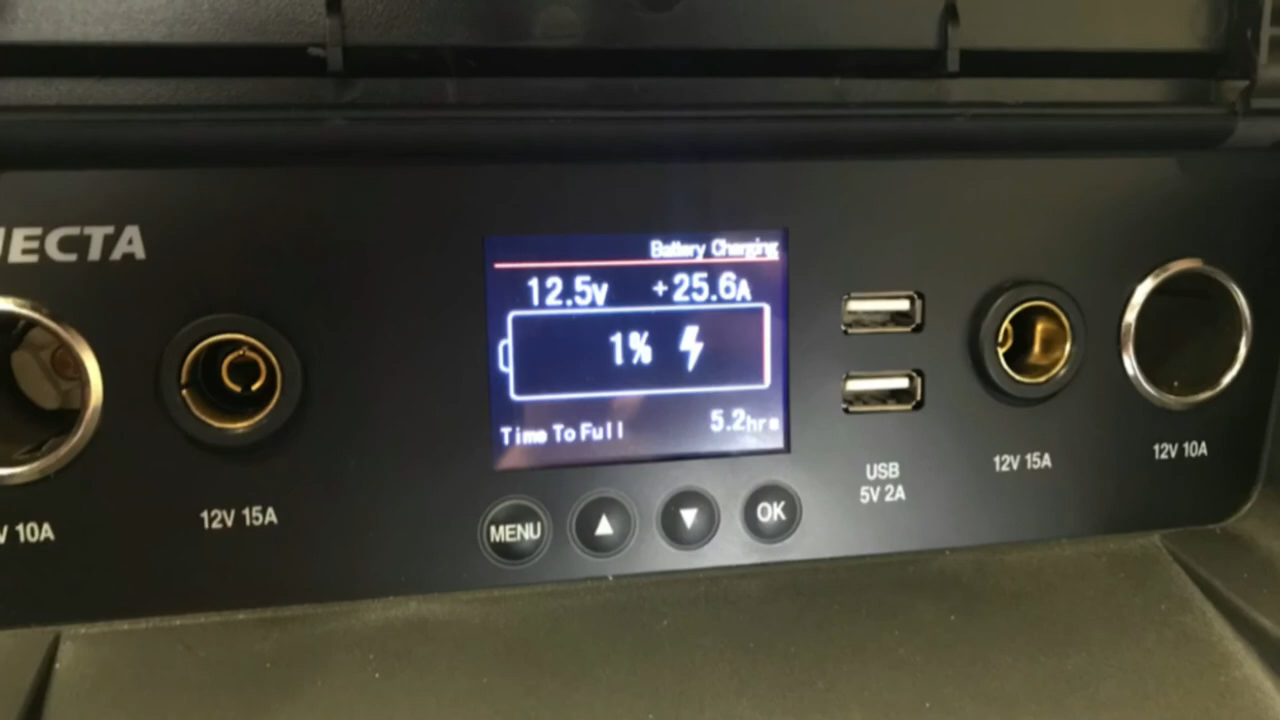 JECTA
Battery Charging
12.5V +25.6A
1%
Time To Full 5.2hrs
MENU ▲ ▼ OK
V 10A
12V 15A
USB
5V 2A
12V 15A
12V 10A